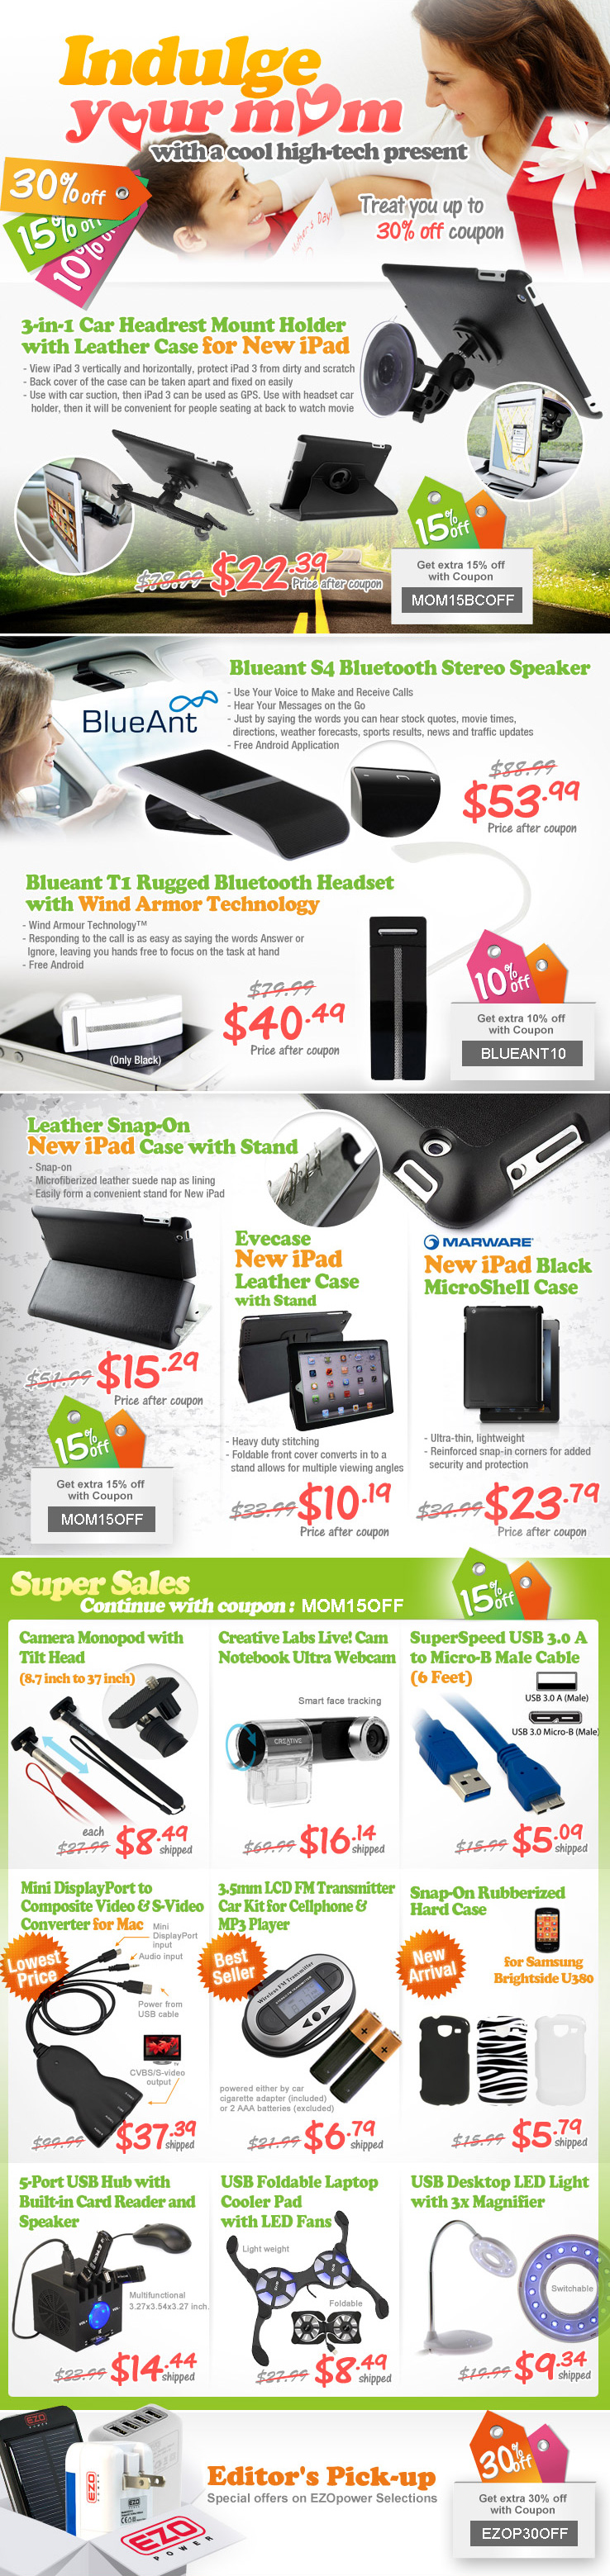 Indulge
your mom
with a cool high-tech present
30% off
15% off
10% off
Mother's Day!
Treat you up to
30% off coupon
3-in-1 Car Headrest Mount Holder
with Leather Case for New iPad
- View iPad 3 vertically and horizontally, protect iPad 3 from dirty and scratch
- Back cover of the case can be taken apart and fixed on easily
- Use with car suction, then iPad 3 can be used as GPS. Use with headset car
holder, then it will be convenient for people seating at back to watch movie
15% off
$78.99 $22.39
Price after coupon
Get extra 15% off
with Coupon
MOM15BCOFF
Blueant S4 Bluetooth Stereo Speaker
BlueAnt
- Use Your Voice to Make and Receive Calls
- Hear Your Messages on the Go
- Just by saying the words you can hear stock quotes, movie times,
directions, weather forecasts, sports results, news and traffic updates
- Free Android Application
$88.99
$53.99
Price after coupon
Blueant T1 Rugged Bluetooth Headset
with Wind Armor Technology
- Wind Armour Technology™
- Responding to the call is as easy as saying the words Answer or
Ignore, leaving you hands free to focus on the task at hand
- Free Android
$79.99
$40.49
Price after coupon
(Only Black)
10% off
Get extra 10% off
with Coupon
BLUEANT10
Leather Snap-On
New iPad Case with Stand
- Snap-on
- Microfiberized leather suede nap as lining
- Easily form a convenient stand for New iPad
$51.99 $15.29
Price after coupon
15% off
Get extra 15% off
with Coupon
MOM15OFF
Evecase
New iPad
Leather Case
with Stand
- Heavy duty stitching
- Foldable front cover converts in to a
stand allows for multiple viewing angles
$33.99 $10.19
Price after coupon
MARWARE
New iPad Black
MicroShell Case
- Ultra-thin, lightweight
- Reinforced snap-in corners for added
security and protection
$34.99 $23.79
Price after coupon
Super Sales
Continue with coupon : MOM15OFF
15% off
Camera Monopod with
Tilt Head
(8.7 inch to 37 inch)
each
$27.99 $8.49
shipped
Creative Labs Live! Cam
Notebook Ultra Webcam
Smart face tracking
CREATIVE
$69.99 $16.14
shipped
SuperSpeed USB 3.0 A
to Micro-B Male Cable
(6 Feet)
USB 3.0 A (Male)
USB 3.0 Micro-B (Male)
$15.99 $5.09
shipped
Mini DisplayPort to
Composite Video & S-Video
Converter for Mac
Mini
DisplayPort
input
Audio input
Lowest
Price
Power from
USB cable
CVBS/S-video
output
$99.99 $37.39
shipped
3.5mm LCD FM Transmitter
Car Kit for Cellphone &
MP3 Player
Best
Seller
Wireless FM Transmitter
powered either by car
cigarette adapter (included)
or 2 AAA batteries (excluded)
$21.99 $6.79
shipped
Snap-On Rubberized
Hard Case
New
Arrival
for Samsung
Brightside U380
$15.99 $5.79
shipped
5-Port USB Hub with
Built-in Card Reader and
Speaker
Multifunctional
3.27x3.54x3.27 inch.
$23.99 $14.44
shipped
USB Foldable Laptop
Cooler Pad
with LED Fans
Light weight
Foldable
$27.99 $8.49
shipped
USB Desktop LED Light
with 3x Magnifier
Switchable
$19.99 $9.34
shipped
EZO
POWER
EZO
POWER
EZO
POWER
Editor's Pick-up
Special offers on EZOpower Selections
30% off
Get extra 30% off
with Coupon
EZOP30OFF